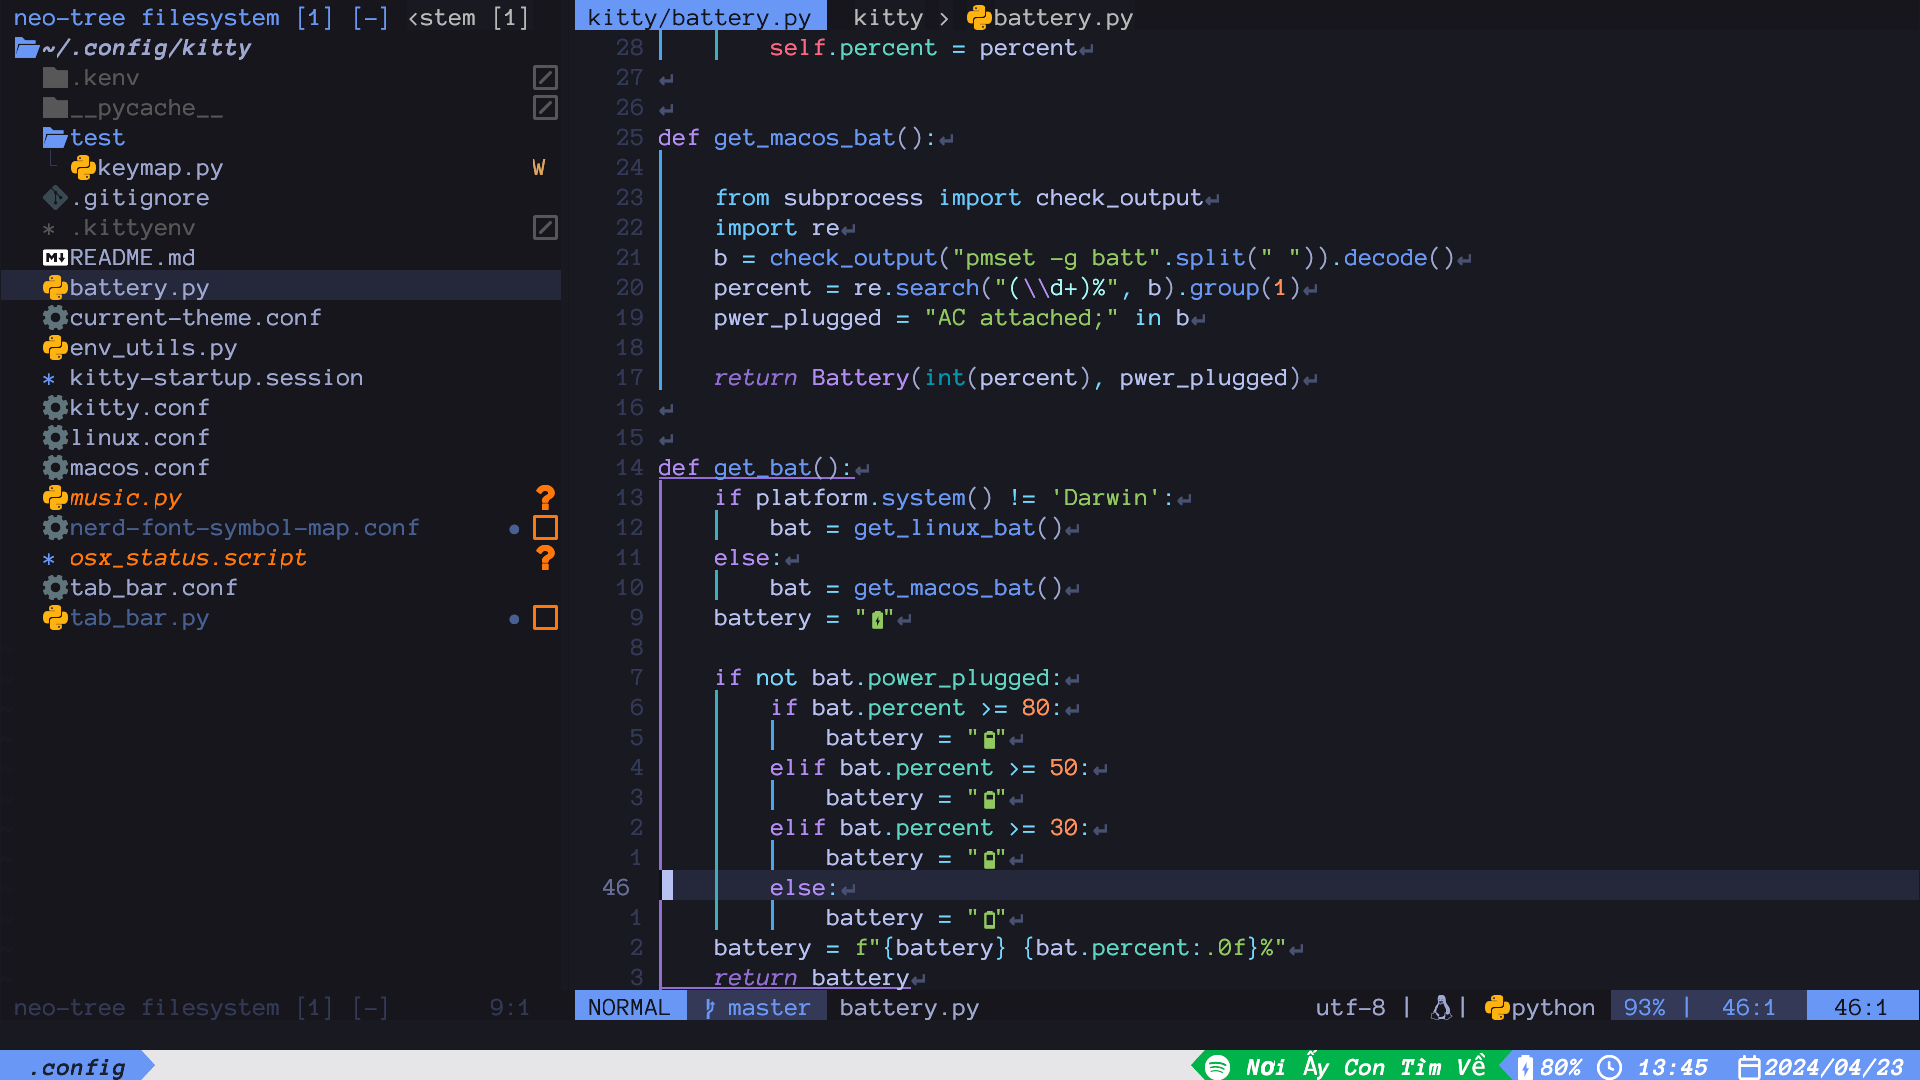 neo-tree filesystem [1] [-] <stem [1]
~/.config/kitty
.kenv
__pycache__
test
keymap.py W
.gitignore
* .kittyenv
README.md
battery.py
current-theme.conf
env_utils.py
* kitty-startup.session
kitty.conf
linux.conf
macos.conf
music.py ?
nerd-font-symbol-map.conf
* osx_status.script ?
tab_bar.conf
tab_bar.py
neo-tree filesystem [1] [-] 9:1
kitty/battery.py kitty > battery.py
28 self.percent = percent↵
27 ↵
26 ↵
25 def get_macos_bat():↵
24
23 from subprocess import check_output↵
22 import re↵
21 b = check_output("pmset -g batt".split(" ")).decode()↵
20 percent = re.search("(\\d+)%", b).group(1)↵
19 pwer_plugged = "AC attached;" in b↵
18
17 return Battery(int(percent), pwer_plugged)↵
16 ↵
15 ↵
14 def get_bat():↵
13 if platform.system() != 'Darwin':↵
12 bat = get_linux_bat()↵
11 else:↵
10 bat = get_macos_bat()↵
9 battery = ""↵
8
7 if not bat.power_plugged:↵
6 if bat.percent >= 80:↵
5 battery = ""↵
4 elif bat.percent >= 50:↵
3 battery = ""↵
2 elif bat.percent >= 30:↵
1 battery = ""↵
46 else:↵
1 battery = ""↵
2 battery = f"{battery} {bat.percent:.0f}%"↵
3 return battery↵
NORMAL master battery.py utf-8 | | python 93% | 46:1 46:1
.config Nơi Ấy Con Tìm Về 80% 13:45 2024/04/23